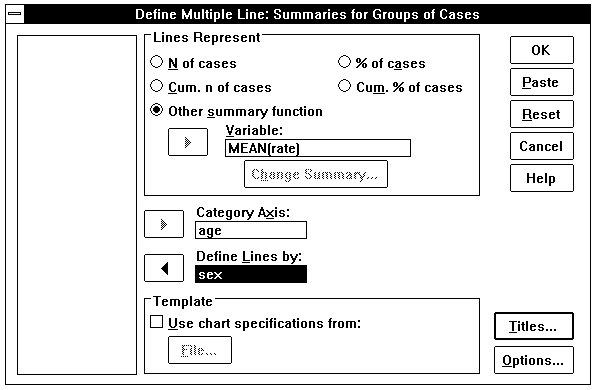 Define Multiple Line: Summaries for Groups of Cases
Lines Represent
N of cases
% of cases
Cum. n of cases
Cum. % of cases
Other summary function
Variable:
MEAN(rate)
Change Summary...
Category Axis:
age
Define Lines by:
sex
Template
Use chart specifications from:
File...
OK
Paste
Reset
Cancel
Help
Titles...
Options...